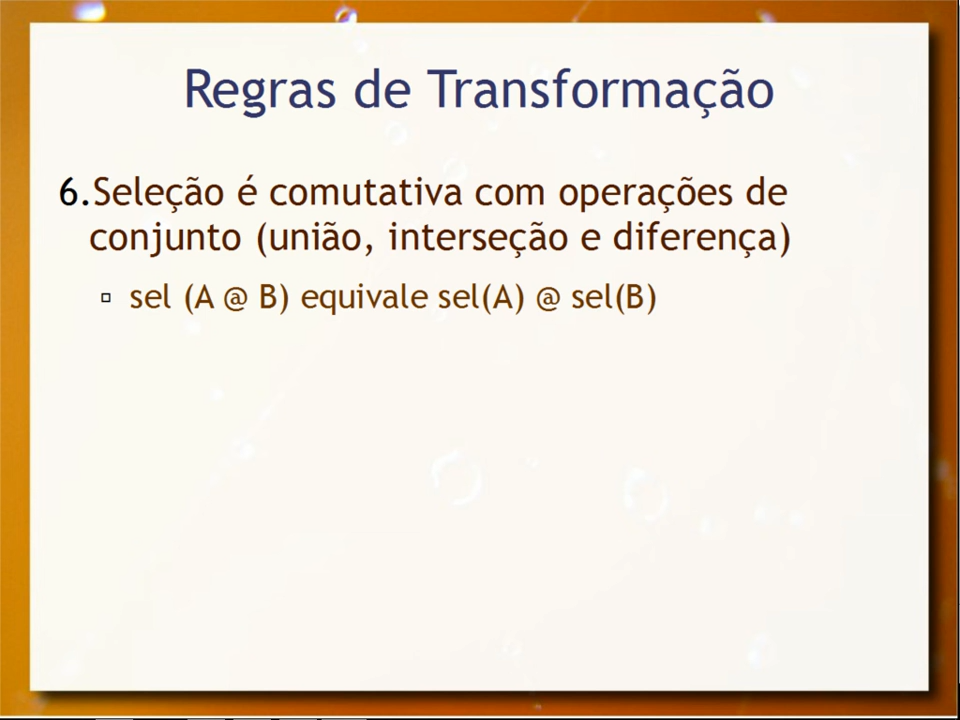 Regras de Transformação
6.Seleção é comutativa com operações de
conjunto (união, interseção e diferença)
▫ sel (A @ B) equivale sel(A) @ sel(B)